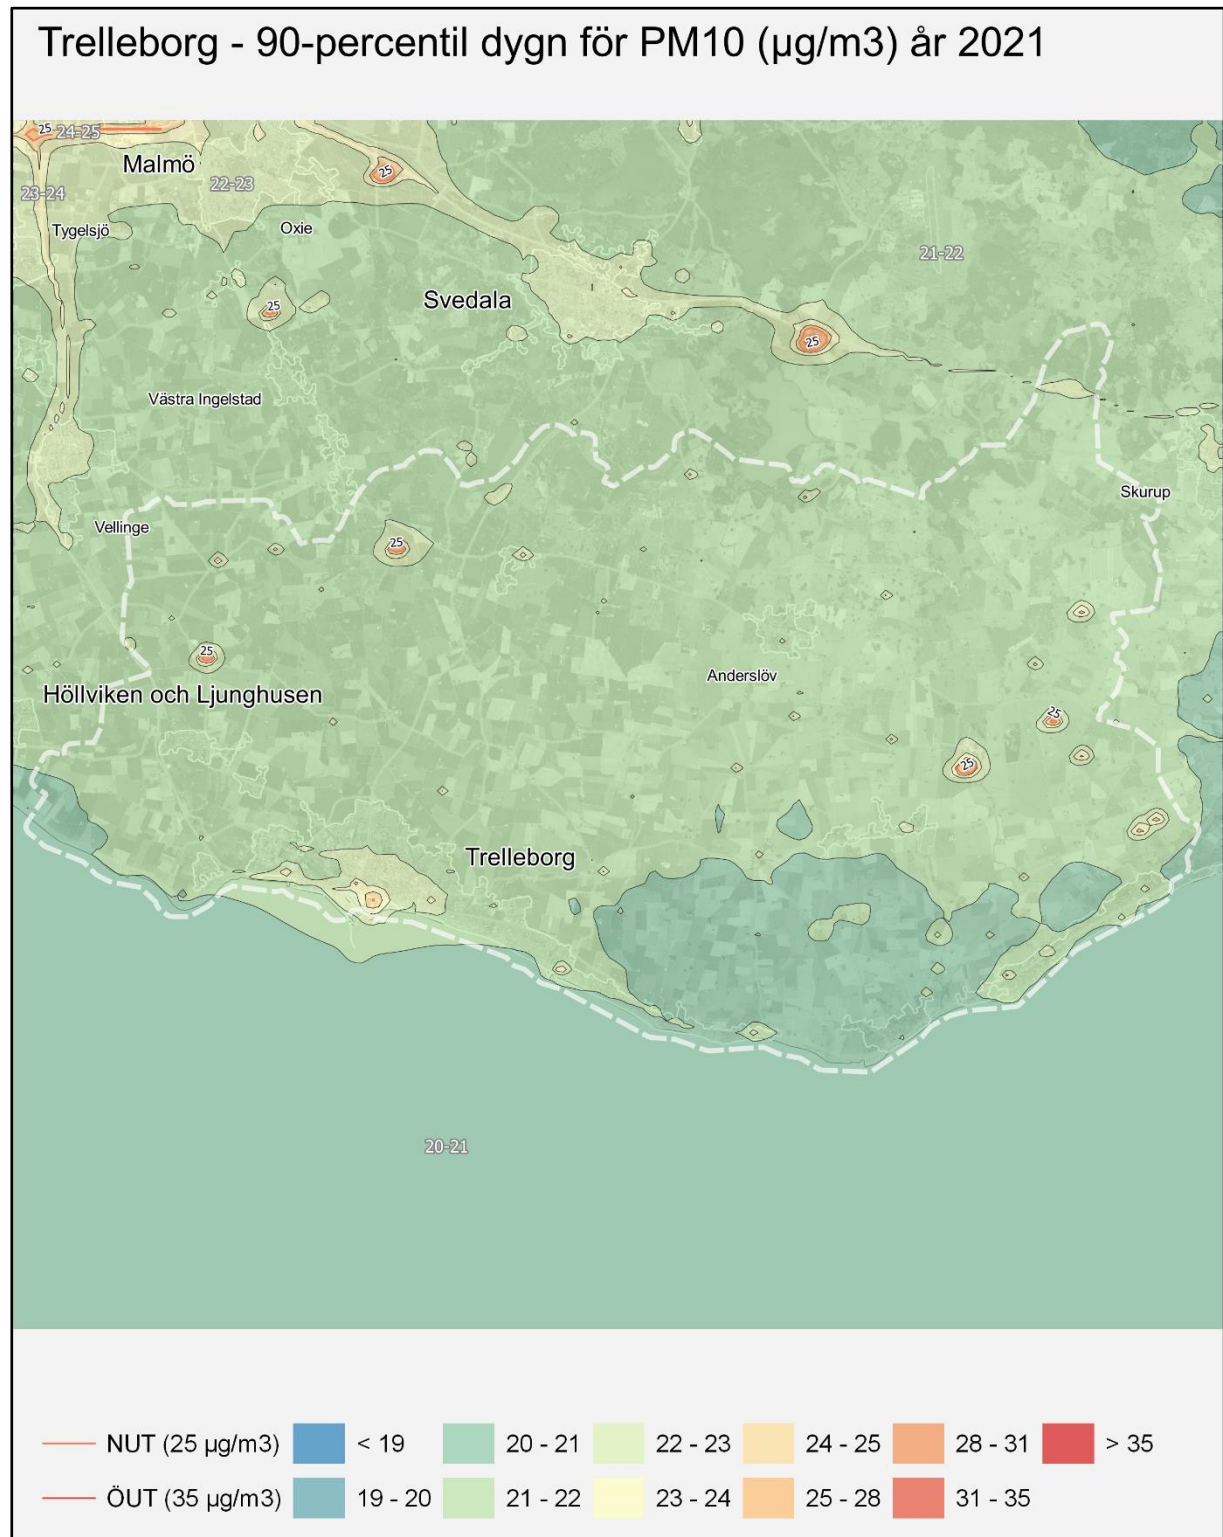 Trelleborg - 90-percentil dygn för PM10 (µg/m3) år 2021
25
24-25
Malmö
25
22-23
23-24
Tygelsjö
Oxie
21-22
Svedala
25
25
Västra Ingelstad
Skurup
Vellinge
25
25
Anderslöv
Höllviken och Ljunghusen
25
25
Trelleborg
20-21
NUT (25 µg/m3)
< 19
20 - 21
22 - 23
24 - 25
28 - 31
> 35
ÖUT (35 µg/m3)
19 - 20
21 - 22
23 - 24
25 - 28
31 - 35